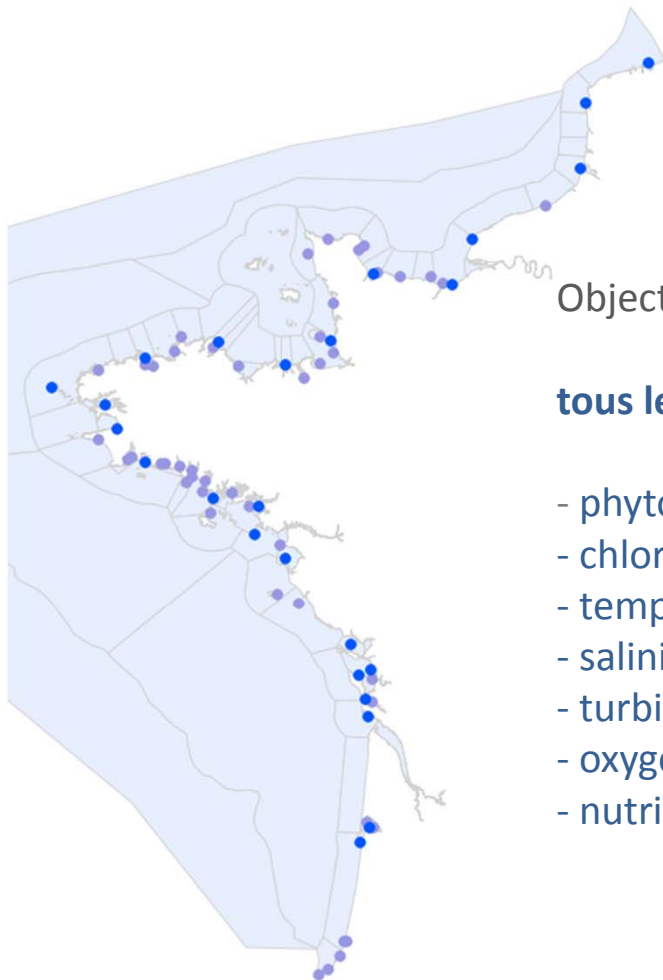 Object
tous le
- phyto
- chlor
- temp
- salini
- turbi
- oxyge
- nutri